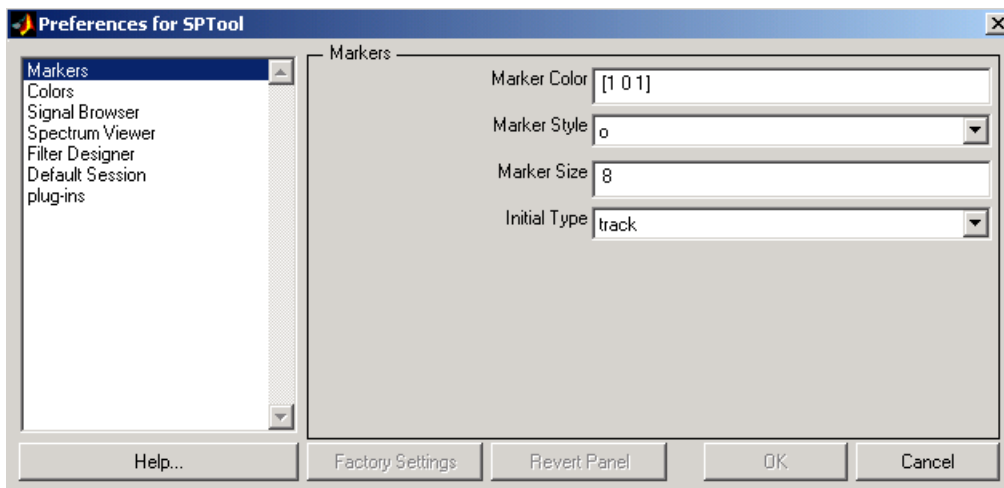 Preferences for SPTool
Markers
Colors
Signal Browser
Spectrum Viewer
Filter Designer
Default Session
plug-ins
Markers
Marker Color [1 0 1]
Marker Style o
Marker Size 8
Initial Type track
Help... Factory Settings Revert Panel OK Cancel